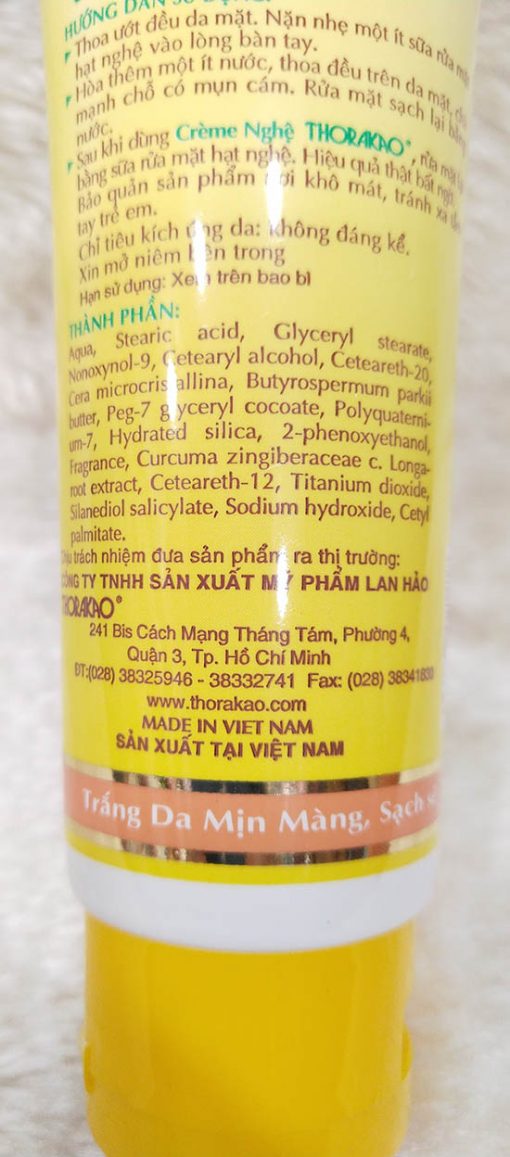 HƯỚNG DẪN SỬ DỤNG:
Thoa ướt đều da mặt. Nặn nhẹ một ít sữa rửa mặt
hạt nghệ vào lòng bàn tay.
Hòa thêm một ít nước, thoa đều trên da mặt,
mạnh chỗ có mụn cám. Rửa mặt sạch lại bằng
nước.
Sau khi dùng Crème Nghệ THORAKAO®, rửa mặt lại
bằng sữa rửa mặt hạt nghệ. Hiệu quả thật bất ngờ.
Bảo quản sản phẩm nơi khô mát, tránh xa tầm
tay trẻ em.
Chỉ tiêu kích ứng da: không đáng kể.
Xin mở niêm bên trong
Hạn sử dụng: Xem trên bao bì
THÀNH PHẦN:
Aqua, Stearic acid, Glyceryl stearate,
Nonoxynol-9, Cetearyl alcohol, Ceteareth-20,
Cera microcristallina, Butyrospermum parkii
butter, Peg-7 glyceryl cocoate, Polyquaterni-
um-7, Hydrated silica, 2-phenoxyethanol,
Fragrance, Curcuma zingiberaceae c. Longa-
root extract, Ceteareth-12, Titanium dioxide,
Silanediol salicylate, Sodium hydroxide, Cetyl
palmitate.
Chịu trách nhiệm đưa sản phẩm ra thị trường:
CÔNG TY TNHH SẢN XUẤT MỸ PHẨM LAN HẢO
THORAKAO®
241 Bis Cách Mạng Tháng Tám, Phường 4,
Quận 3, Tp. Hồ Chí Minh
ĐT:(028) 38325946 - 38332741 Fax: (028) 38341830
www.thorakao.com
MADE IN VIET NAM
SẢN XUẤT TẠI VIỆT NAM
Trắng Da Mịn Màng, Sạch